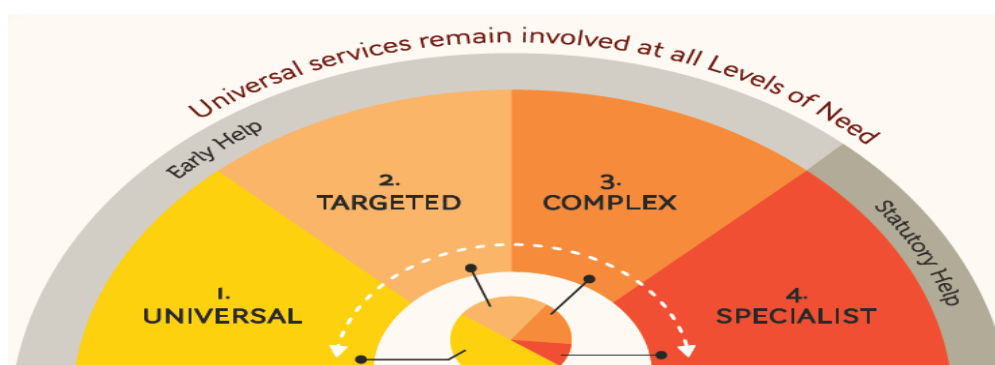 Universal services remain involved at all Levels of Need
Early Help
2.
TARGETED
3.
COMPLEX
Statutory Help
1.
UNIVERSAL
4.
SPECIALIST